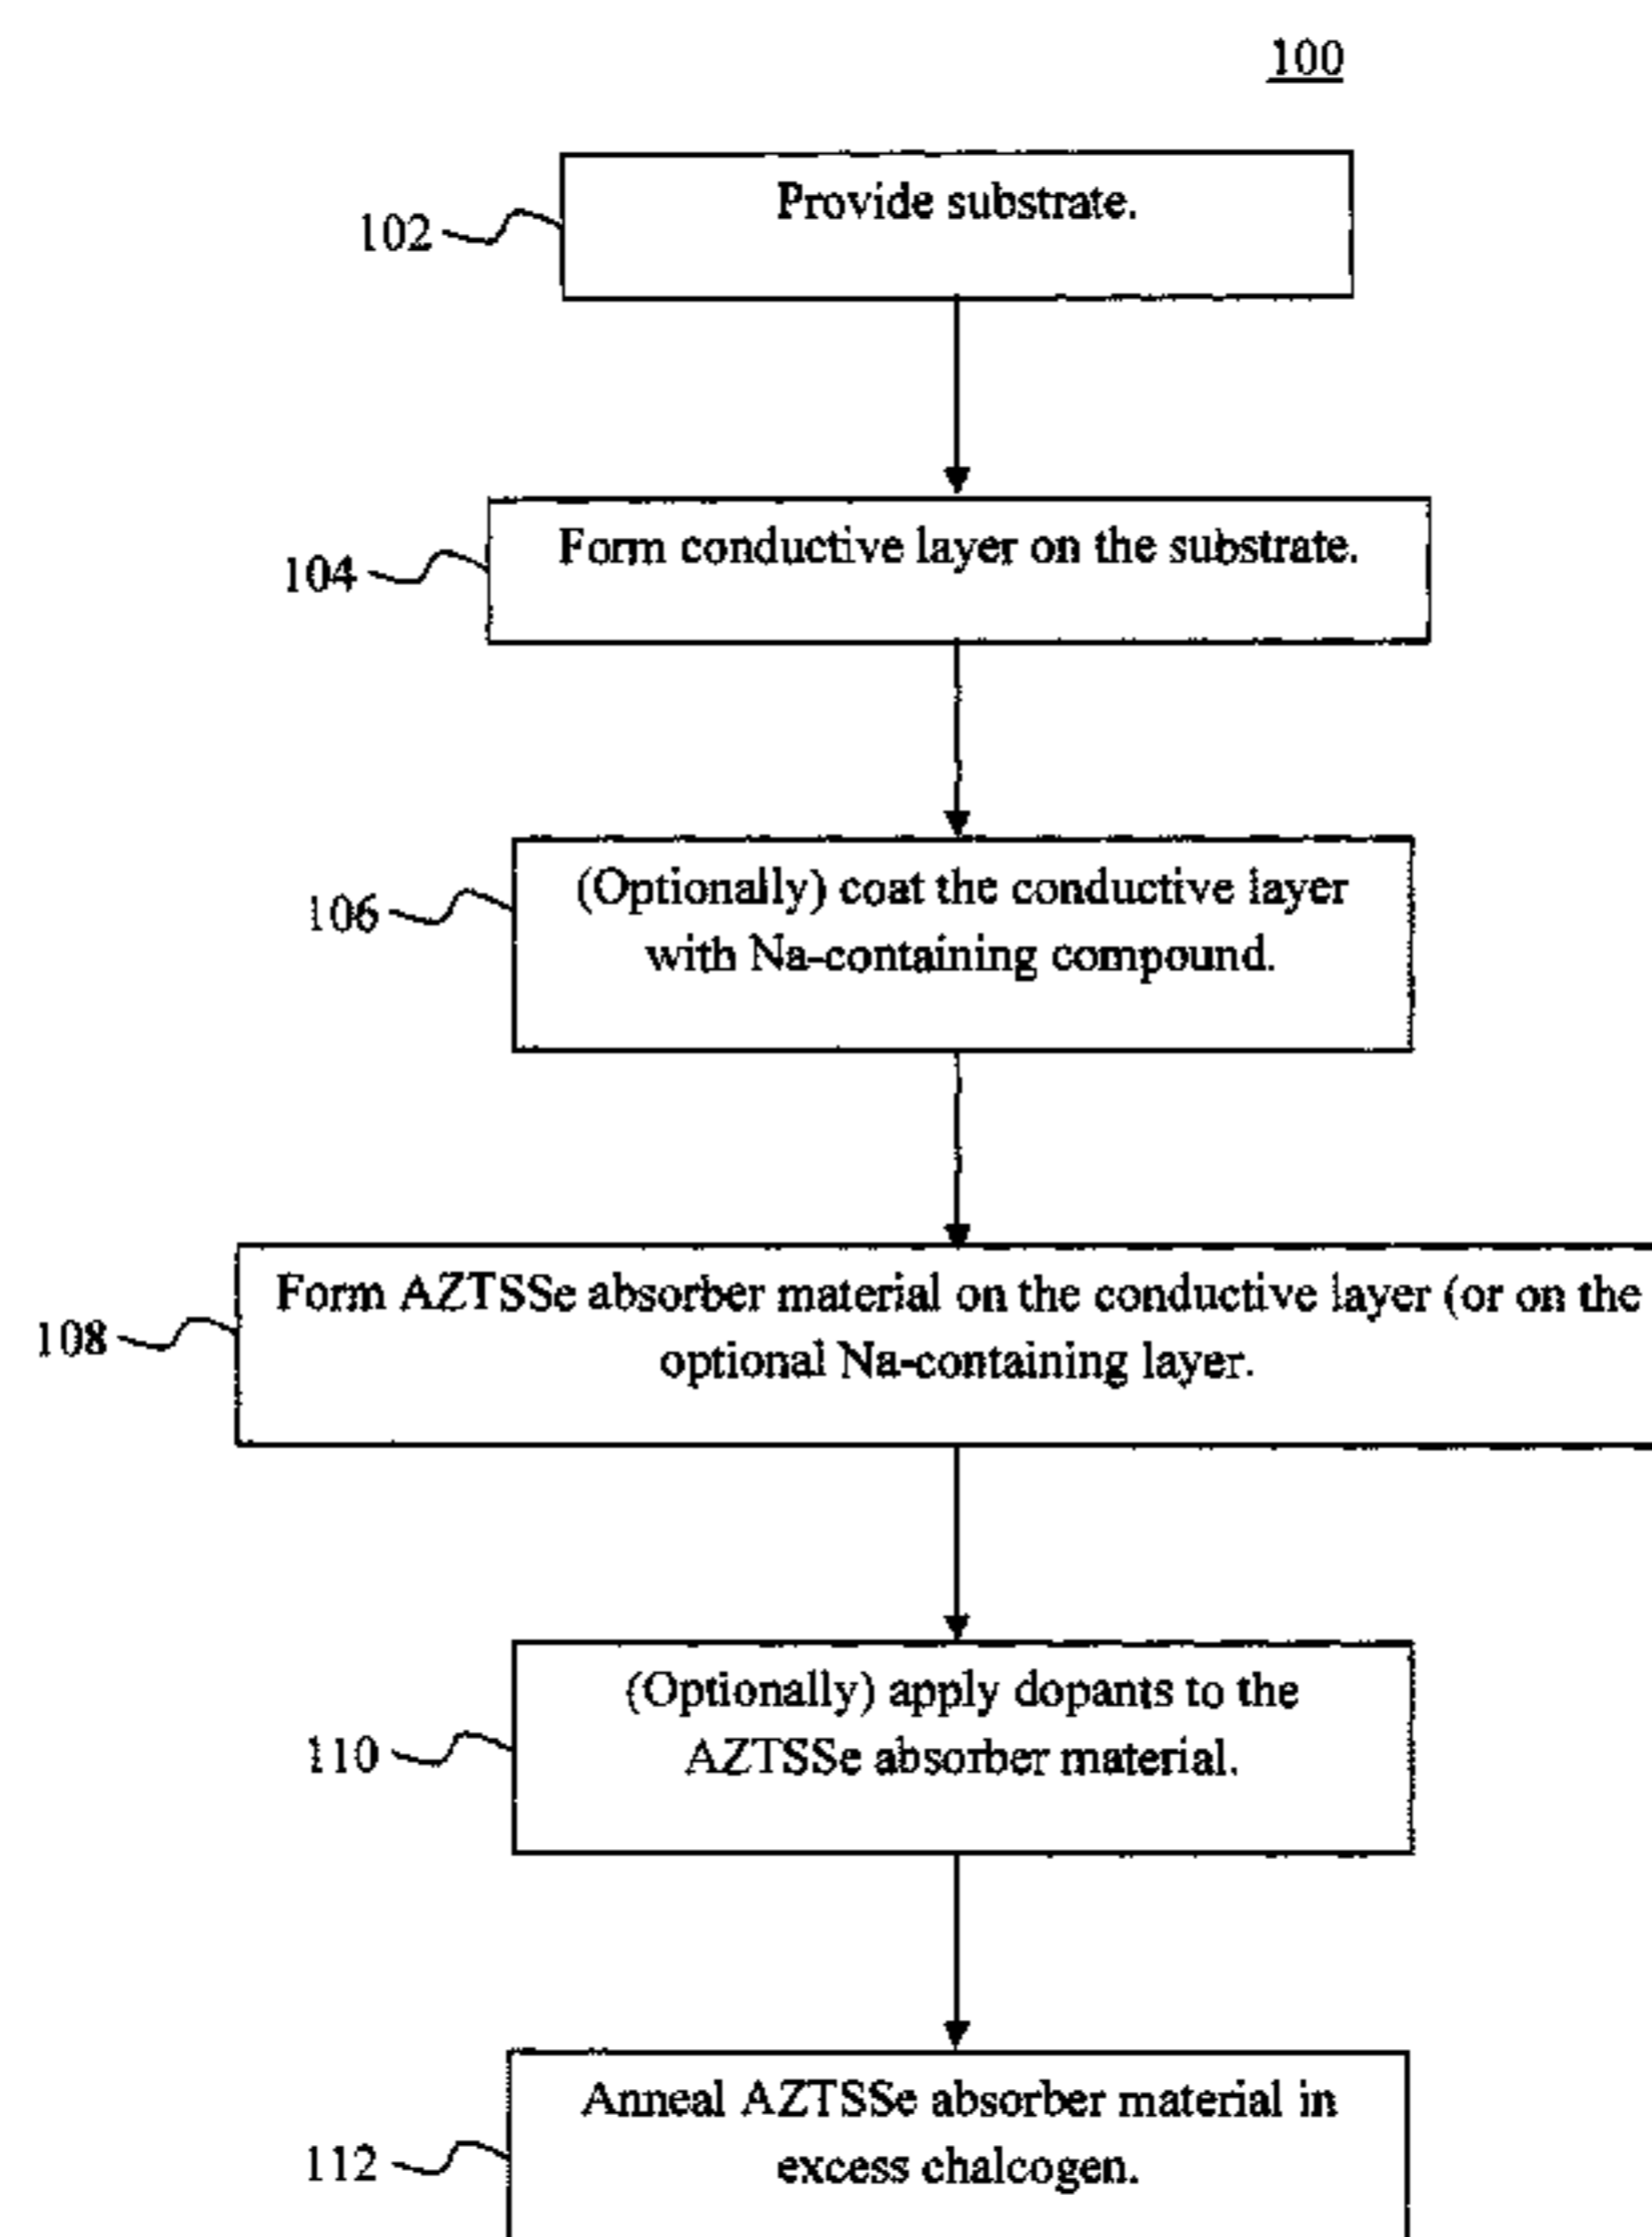 100
Provide substrate.
102
Form conductive layer on the substrate.
104
(Optionally) coat the conductive layer
106
with Na-containing compound.
Form AZTSSe absorber material on the conductive layer (or on the
108
optional Na-containing layer.
(Optionally) apply dopants to the
110
AZTSSe absorber material.
Anneal AZTSSe absorber material in
112
excess chalcogen.